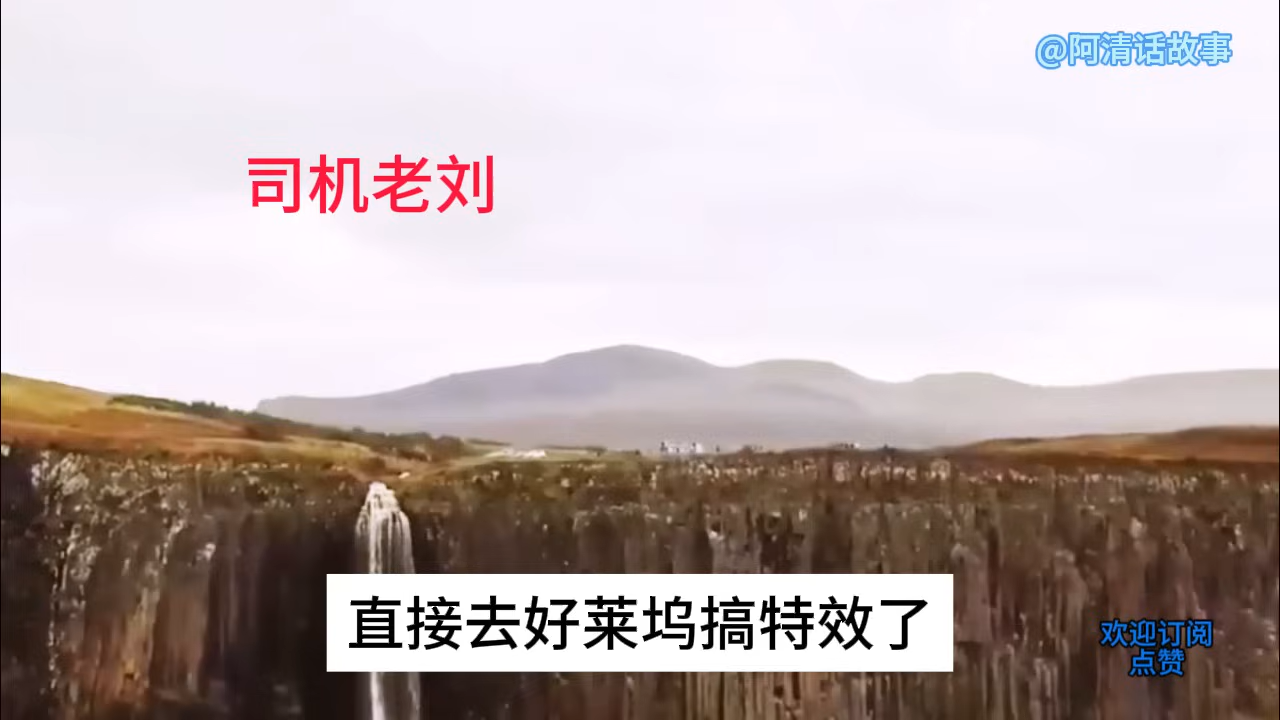 @阿清话故事
司机老刘
直接去好莱坞搞特效了
欢迎订阅
点赞